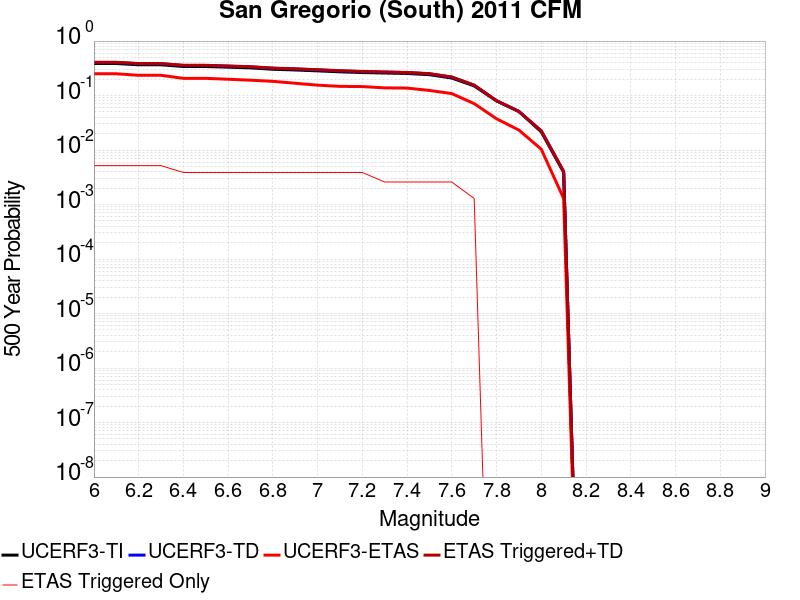 San Gregorio (South) 2011 CFM
10^0
10^-1
10^-2
10^-3
10^-4
10^-5
10^-6
10^-7
10^-8
500 Year Probability
6 6.2 6.4 6.6 6.8 7 7.2 7.4 7.6 7.8 8 8.2 8.4 8.6 8.8 9
Magnitude
UCERF3-TI UCERF3-TD UCERF3-ETAS ETAS Triggered+TD
ETAS Triggered Only